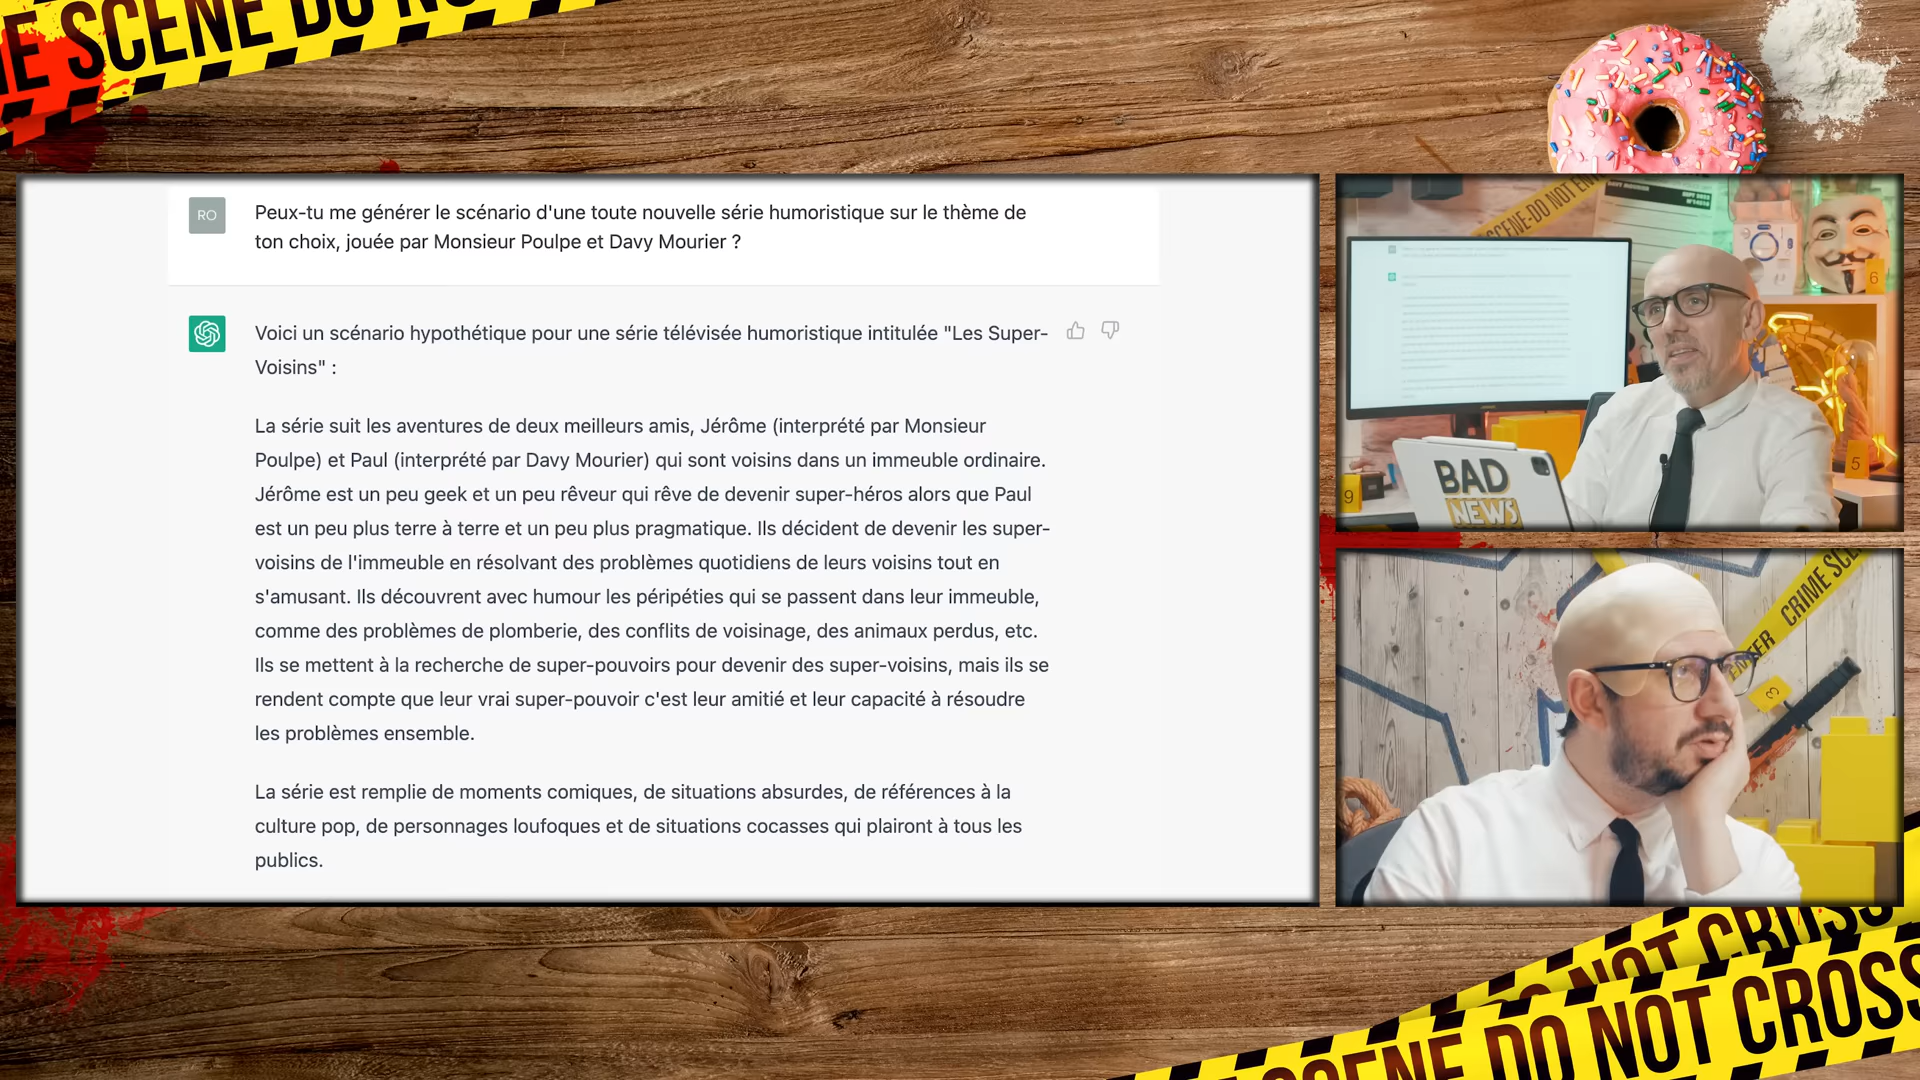 E SCENE DO NO
RO
Peux-tu me générer le scénario d'une toute nouvelle série humoristique sur le thème de
ton choix, jouée par Monsieur Poulpe et Davy Mourier ?
Voici un scénario hypothétique pour une série télévisée humoristique intitulée "Les Super-
Voisins" :
La série suit les aventures de deux meilleurs amis, Jérôme (interprété par Monsieur
Poulpe) et Paul (interprété par Davy Mourier) qui sont voisins dans un immeuble ordinaire.
Jérôme est un peu geek et un peu rêveur qui rêve de devenir super-héros alors que Paul
est un peu plus terre à terre et un peu plus pragmatique. Ils décident de devenir les super-
voisins de l'immeuble en résolvant des problèmes quotidiens de leurs voisins tout en
s'amusant. Ils découvrent avec humour les péripéties qui se passent dans leur immeuble,
comme des problèmes de plomberie, des conflits de voisinage, des animaux perdus, etc.
Ils se mettent à la recherche de super-pouvoirs pour devenir des super-voisins, mais ils se
rendent compte que leur vrai super-pouvoir c'est leur amitié et leur capacité à résoudre
les problèmes ensemble.
La série est remplie de moments comiques, de situations absurdes, de références à la
culture pop, de personnages loufoques et de situations cocasses qui plairont à tous les
publics.
SCENE-DO NOT EN
6
5
9
BAD
NEWS
CRIME SCE
3
NOT CROSS
SCENE DO NOT CROSS